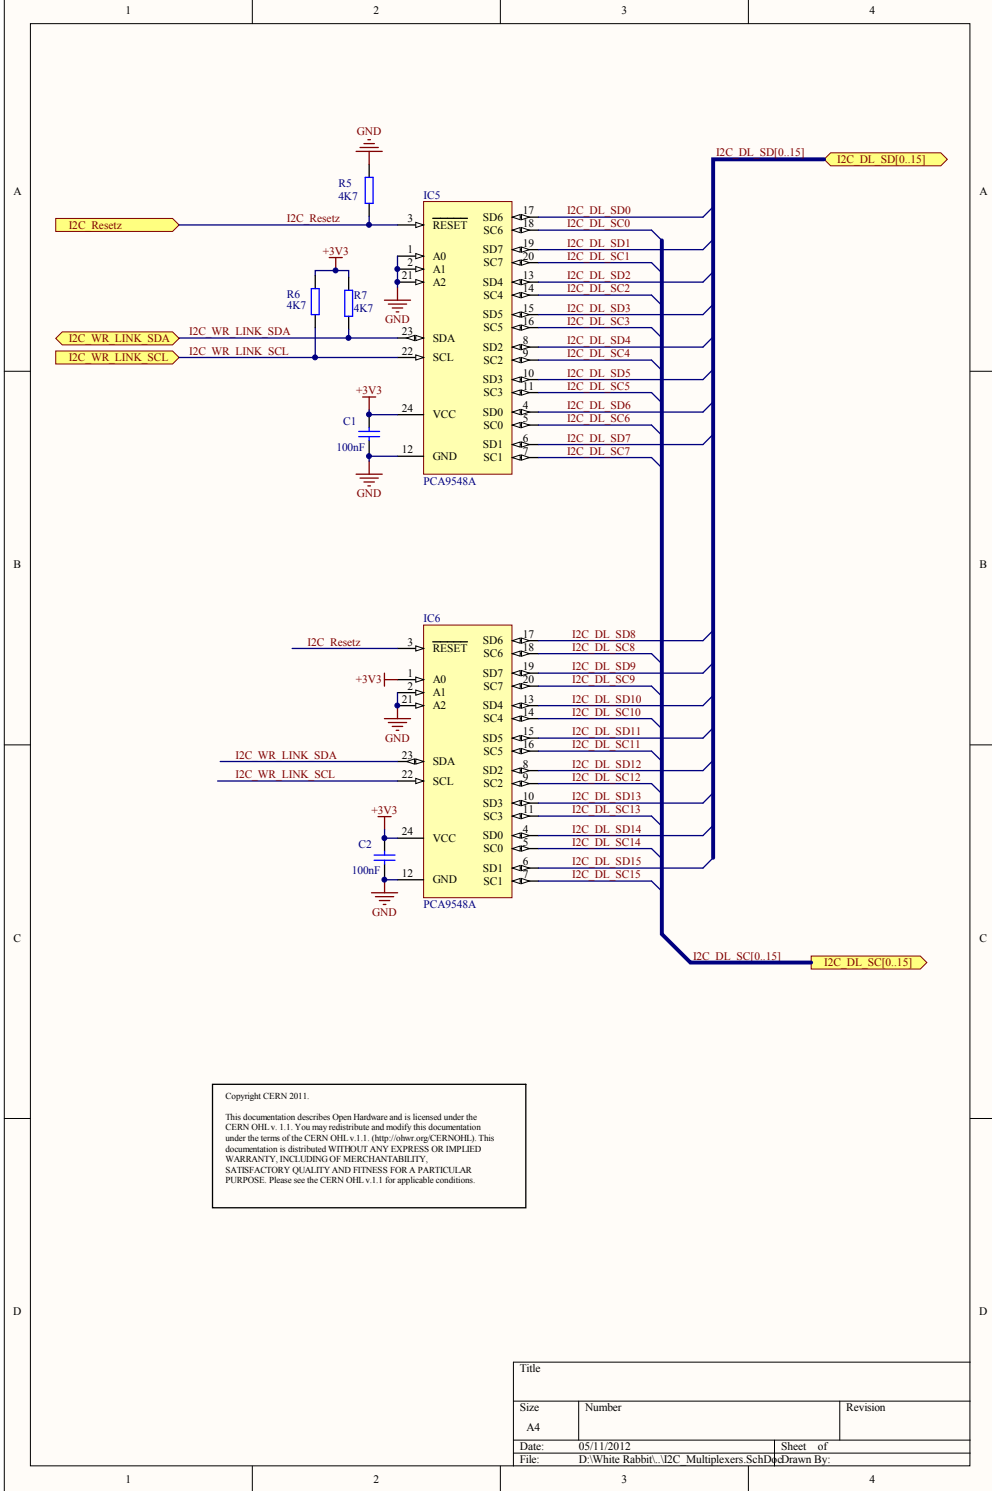 1 2 3 4
A A
B B
C C
D D
GND
R5
4K7
I2C_Resetz
I2C_Resetz
+3V3
R6
4K7
R7
4K7
I2C_WR_LINK_SDA I2C_WR_LINK_SDA
I2C_WR_LINK_SCL I2C_WR_LINK_SCL
GND
+3V3
C1
100nF
GND
IC5
3 RESET
1 A0
2 A1
21 A2
23 SDA
22 SCL
24 VCC
12 GND
SD6 17 I2C_DL_SD0
SC6 18 I2C_DL_SC0
SD7 19 I2C_DL_SD1
SC7 20 I2C_DL_SC1
SD4 13 I2C_DL_SD2
SC4 14 I2C_DL_SC2
SD5 15 I2C_DL_SD3
SC5 16 I2C_DL_SC3
SD2 8 I2C_DL_SD4
SC2 9 I2C_DL_SC4
SD3 10 I2C_DL_SD5
SC3 11 I2C_DL_SC5
SD0 4 I2C_DL_SD6
SC0 5 I2C_DL_SC6
SD1 6 I2C_DL_SD7
SC1 7 I2C_DL_SC7
PCA9548A
I2C_DL_SD[0..15] I2C_DL_SD[0..15]
IC6
I2C_Resetz 3 RESET
+3V3 1 A0
2 A1
21 A2
GND
I2C_WR_LINK_SDA 23 SDA
I2C_WR_LINK_SCL 22 SCL
+3V3
24 VCC
C2
100nF
12 GND
GND
SD6 17 I2C_DL_SD8
SC6 18 I2C_DL_SC8
SD7 19 I2C_DL_SD9
SC7 20 I2C_DL_SC9
SD4 13 I2C_DL_SD10
SC4 14 I2C_DL_SC10
SD5 15 I2C_DL_SD11
SC5 16 I2C_DL_SC11
SD2 8 I2C_DL_SD12
SC2 9 I2C_DL_SC12
SD3 10 I2C_DL_SD13
SC3 11 I2C_DL_SC13
SD0 4 I2C_DL_SD14
SC0 5 I2C_DL_SC14
SD1 6 I2C_DL_SD15
SC1 7 I2C_DL_SC15
PCA9548A
I2C_DL_SC[0..15] I2C_DL_SC[0..15]
Copyright CERN 2011.
This documentation describes Open Hardware and is licensed under the
CERN OHL v. 1.1. You may redistribute and modify this documentation
under the terms of the CERN OHL v.1.1. (http://ohwr.org/CERNOHL). This
documentation is distributed WITHOUT ANY EXPRESS OR IMPLIED
WARRANTY, INCLUDING OF MERCHANTABILITY,
SATISFACTORY QUALITY AND FITNESS FOR A PARTICULAR
PURPOSE. Please see the CERN OHL v.1.1 for applicable conditions.
Title
Size Number Revision
A4
Date: 05/11/2012 Sheet of
File: D:\White Rabbit\..\I2C_Multiplexers.SchDoc Drawn By:
1 2 3 4